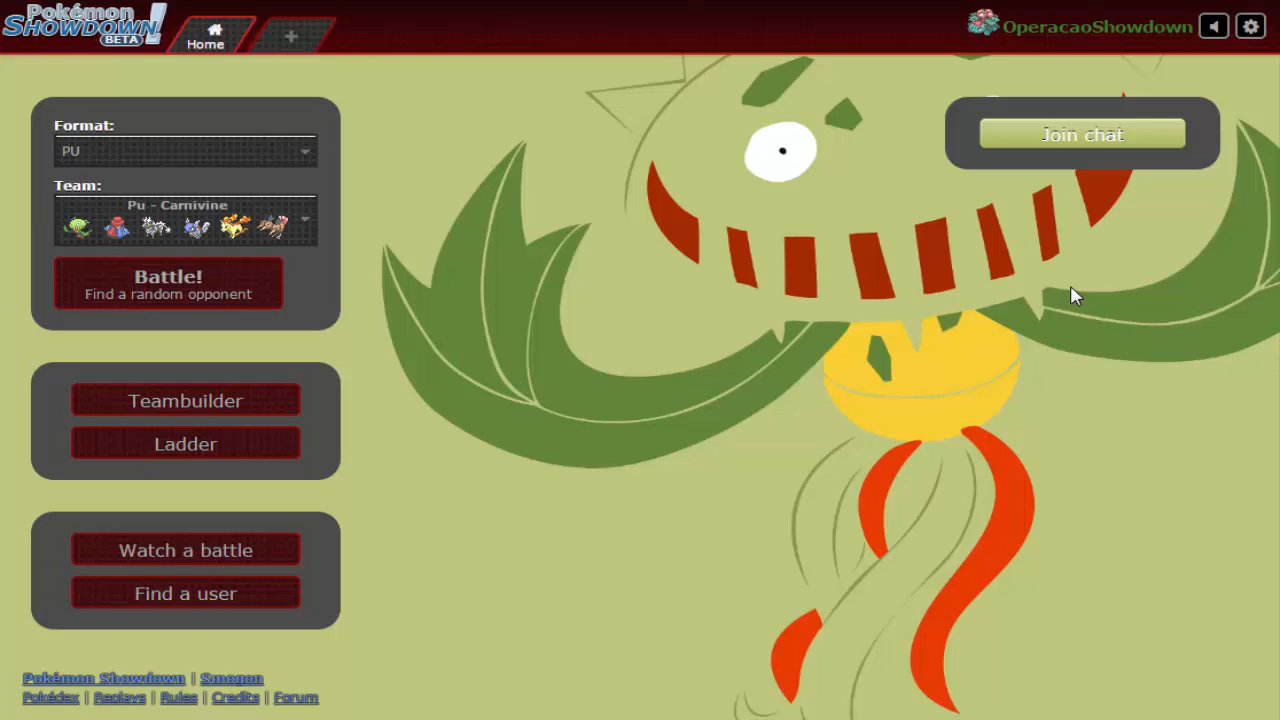 Pokémon
SHOWDOWN!
BETA
Home
OperacaoShowdown
Format:
PU
Team:
Pu - Carnivine
Battle!
Find a random opponent
Join chat
Teambuilder
Ladder
Watch a battle
Find a user
Pokémon Showdown | Smogon
Pokédex | Replays | Rules | Credits | Forum